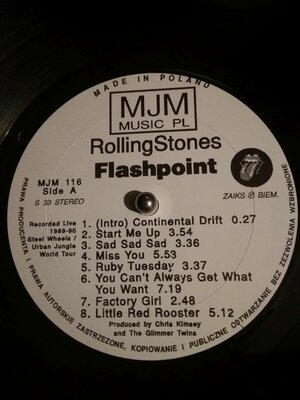 MADE IN POLAND
MJM
MUSIC PL
RollingStones
Flashpoint
MJM 116
Side A
S 33 STEREO
ZAIKS ℗ BIEM.
Recorded Live
1989-90
Steel Wheels /
Urban Jungle
World Tour
1. (Intro) Continental Drift 0.27
2. Start Me Up 3.54
3. Sad Sad Sad 3.36
4. Miss You 5.53
5. Ruby Tuesday 3.37
6. You Can't Always Get What
You Want 7.19
7. Factory Girl 2.48
8. Little Red Rooster 5.12
Produced by Chris Kimsey
and The Glimmer Twins
PRAWA PRODUCENTA I PRAWA AUTORSKIE ZASTRZEŻONE, KOPIOWANIE I PUBLICZNE ODTWARZANIE BEZ ZEZWOLENIA WZBRONIONE